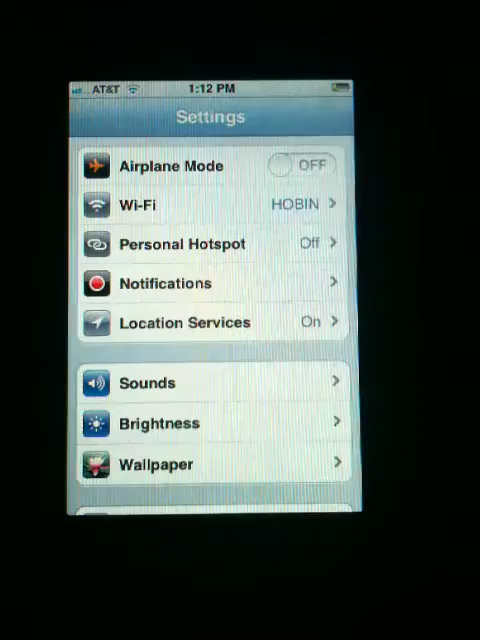 AT&T 1:12 PM
Settings
Airplane Mode OFF
Wi-Fi HOBIN
Personal Hotspot Off
Notifications
Location Services On
Sounds
Brightness
Wallpaper